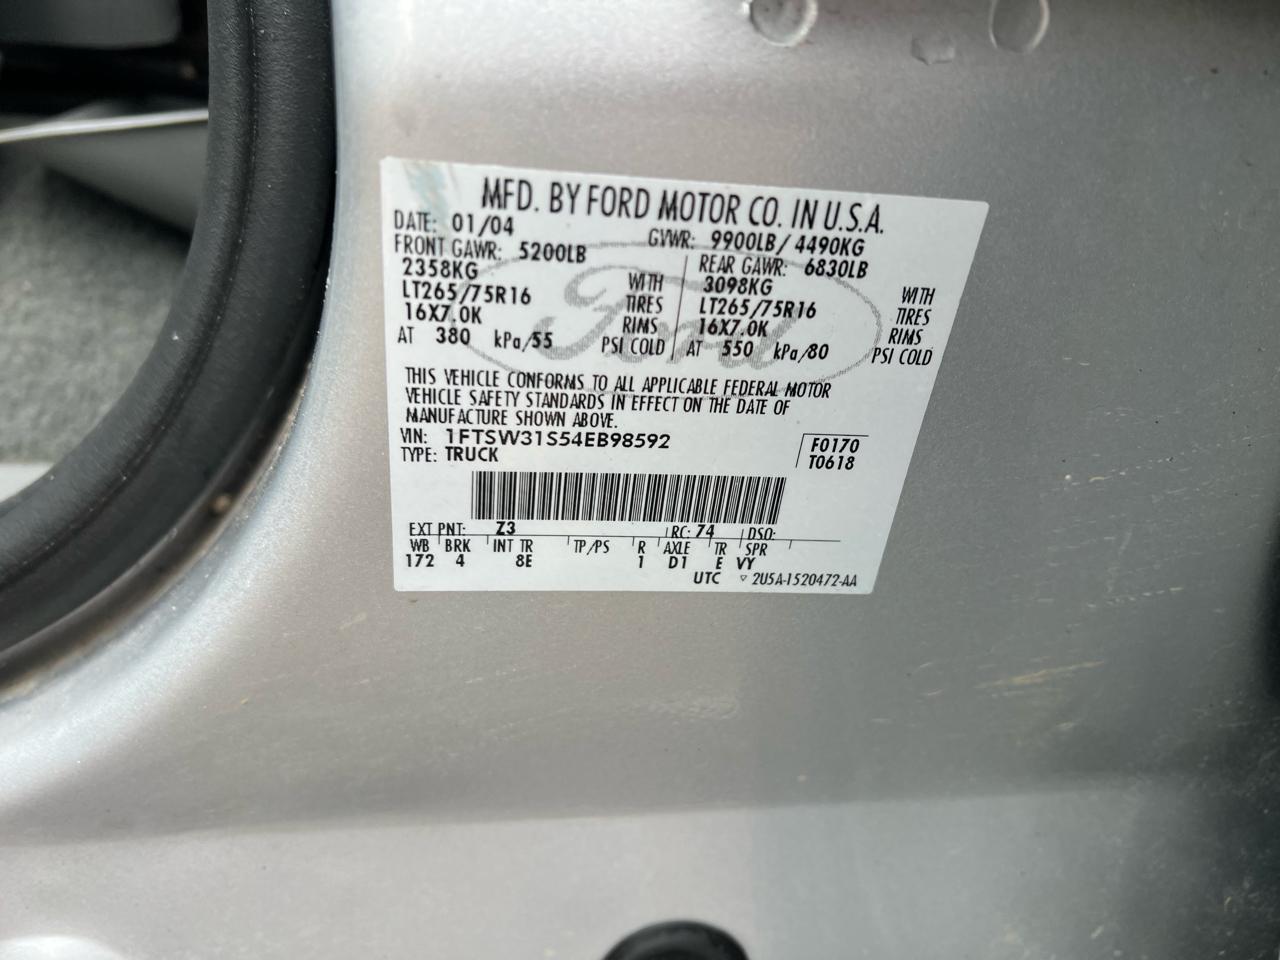 MFD. BY FORD MOTOR CO. IN U.S.A.
DATE: 01/04 GVWR: 9900LB/ 4490KG
FRONT GAWR: 5200LB REAR GAWR: 6830LB
2358KG WITH 3098KG WITH
LT265/75R16 TIRES LT265/75R16 TIRES
16X7.0K RIMS 16X7.0K RIMS
AT 380 kPa/55 PSI COLD AT 550 kPa/80 PSI COLD
Ford
THIS VEHICLE CONFORMS TO ALL APPLICABLE FEDERAL MOTOR
VEHICLE SAFETY STANDARDS IN EFFECT ON THE DATE OF
MANUFACTURE SHOWN ABOVE.
VIN: 1FTSW31S54EB98592 F0170
TYPE: TRUCK T0618
EXT PNT: Z3 RC: 74 DSO:
WB BRK INT TR TP/PS R AXLE TR SPR
172 4 8E 1 D1 E VY
UTC ▽ 2U5A-1520472-AA